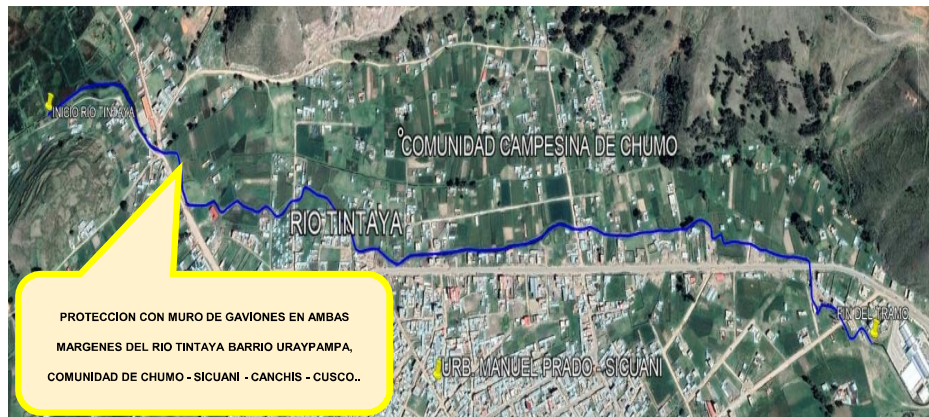 INICIO RIO TINTAYA
COMUNIDAD CAMPESINA DE CHUMO
RIO TINTAYA
FIN DEL TRAMO
PROTECCION CON MURO DE GAVIONES EN AMBAS
MARGENES DEL RIO TINTAYA BARRIO URAYPAMPA,
COMUNIDAD DE CHUMO - SICUANI - CANCHIS - CUSCO..
URB. MANUEL PRADO - SICUANI